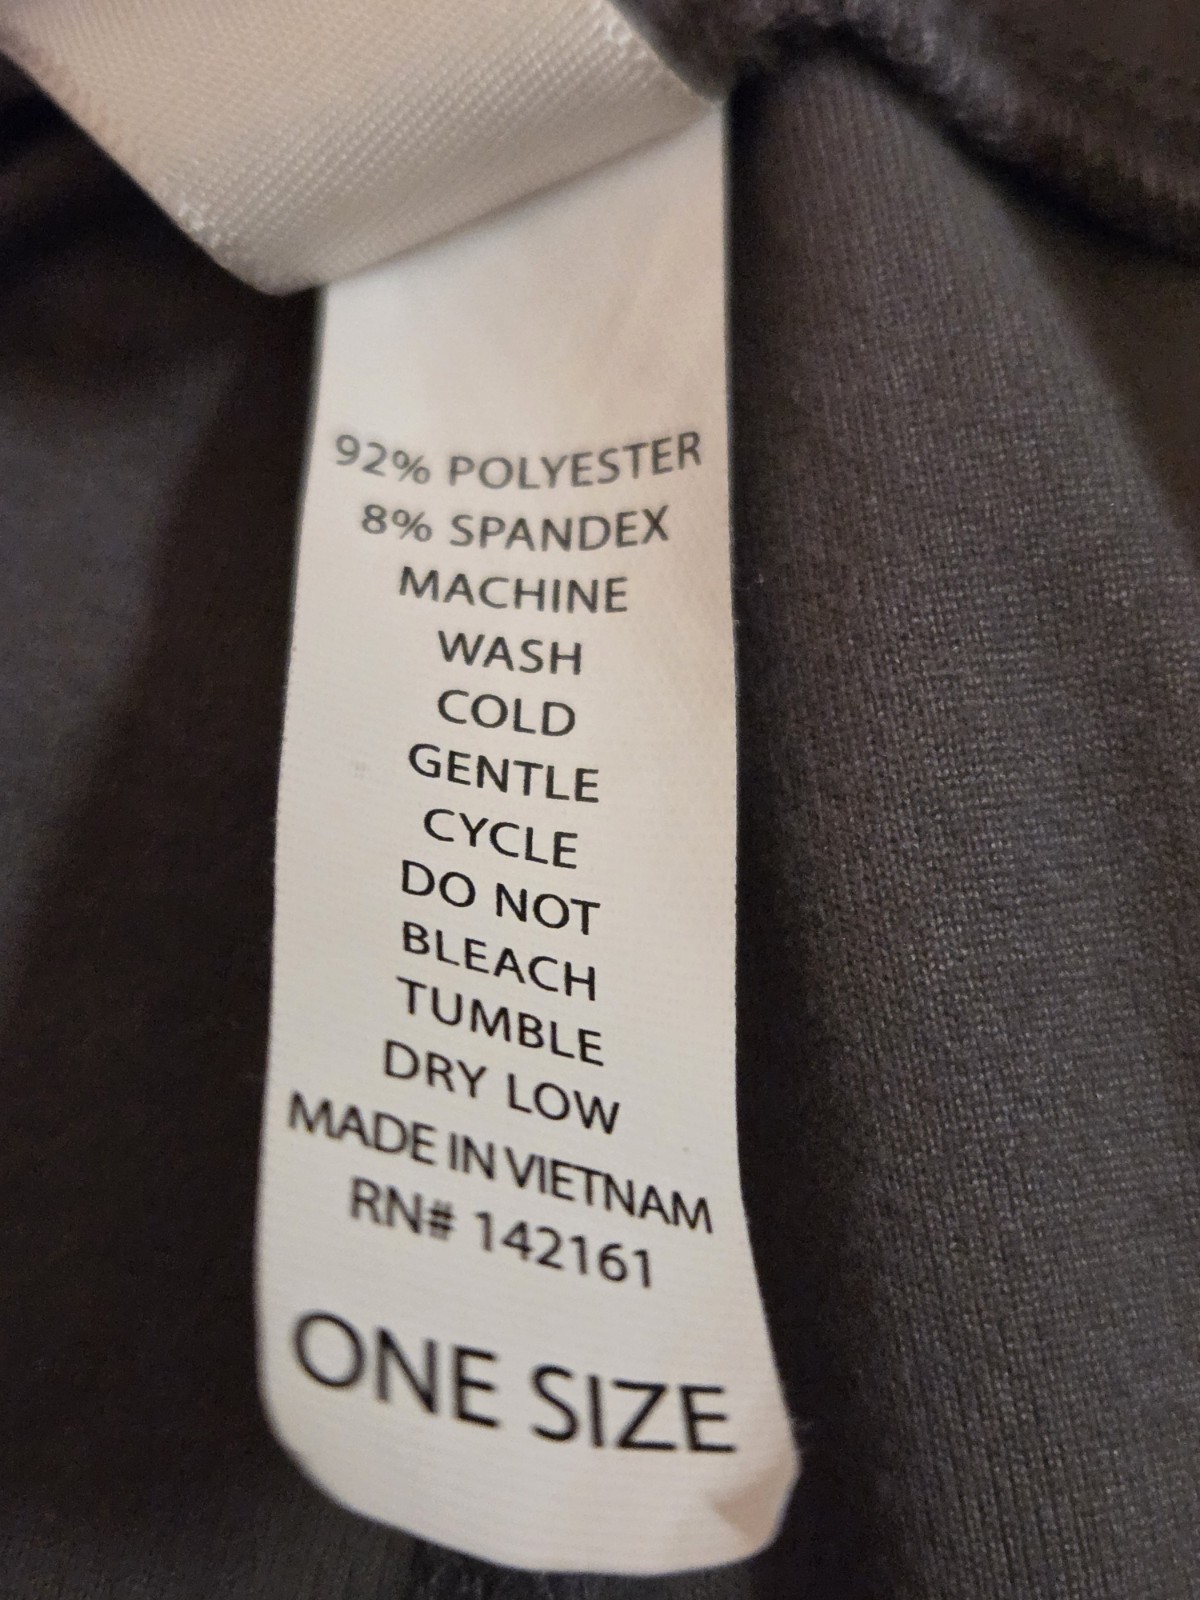 92% POLYESTER
8% SPANDEX
MACHINE
WASH
COLD
GENTLE
CYCLE
DO NOT
BLEACH
TUMBLE
DRY LOW
MADE IN VIETNAM
RN# 142161
ONE SIZE